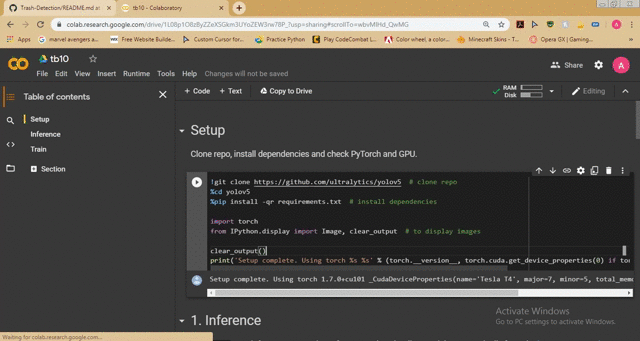 Trash-Detection/README.md at
tb10 - Colaboratory
colab.research.google.com/drive/
?usp=sharing#scrollTo=wbvMHd_QwMG
marvel avengers a
Free Website Builde
Custom Cursor for
Practice Python
Play CodeCombat L
Color wheel, a color
Minecraft Skins
Opera GX | Gaming
tb10
File Edit View Insert Runtime Tools Help Changes will not be saved
Share
A
Table of contents
+ Code + Text Copy to Drive
RAM
Disk
Editing
Setup
Inference
Train
Section
Setup
Clone repo, install dependencies and check PyTorch and GPU.
!git clone https://github.com/ultralytics/yolov5 # clone repo
%cd yolov5
%pip install -qr requirements.txt # install dependencies
import torch
from IPython.display import Image, clear_output # to display images
clear_output()
print('Setup complete. Using torch %s %s' % (torch.__version__, torch.cuda.get_device_properties(0) if tor
Setup complete. Using torch 1.7.0+cu101 _CudaDeviceProperties(name='Tesla T4', major=7, minor=5, total_memo
1. Inference
Activate Windows
Go to PC settings to activate Windows.
Waiting for colab.research.google.com...